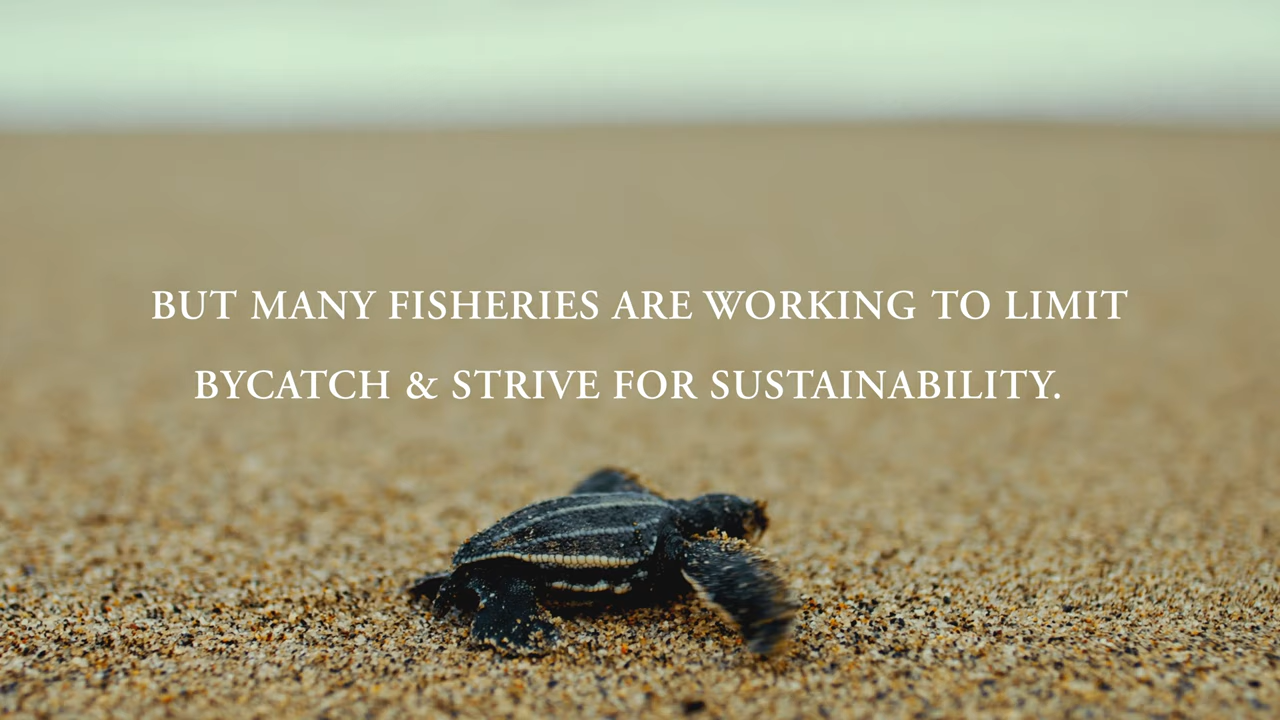 BUT MANY FISHERIES ARE WORKING TO LIMIT
BYCATCH & STRIVE FOR SUSTAINABILITY.